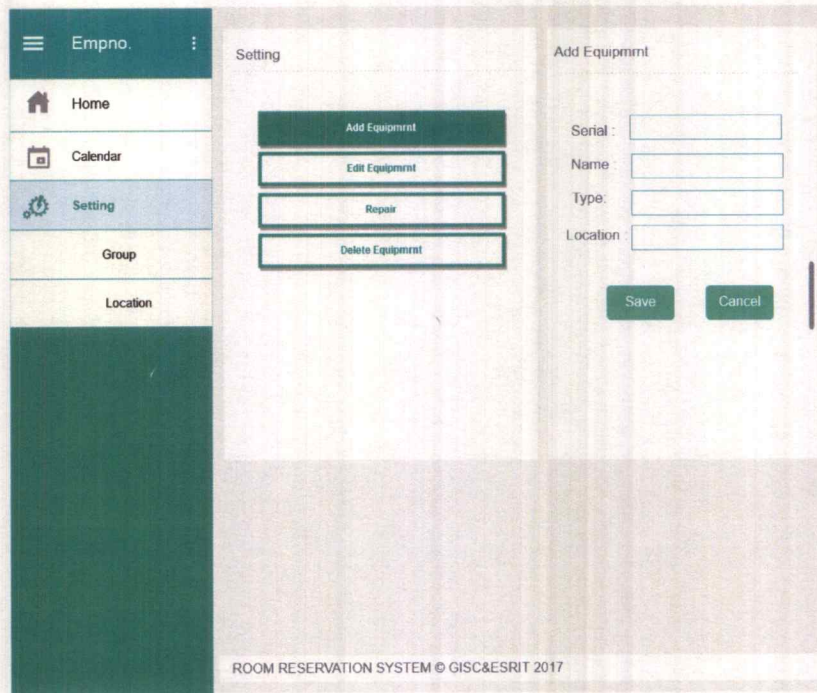 Empno.
Home
Calendar
Setting
Group
Location
Setting
Add Equipmrnt
Edit Equipmrnt
Repair
Delete Equipmrnt
Add Equipmrnt
Serial :
Name :
Type:
Location :
Save
Cancel
ROOM RESERVATION SYSTEM © GISC&ESRIT 2017